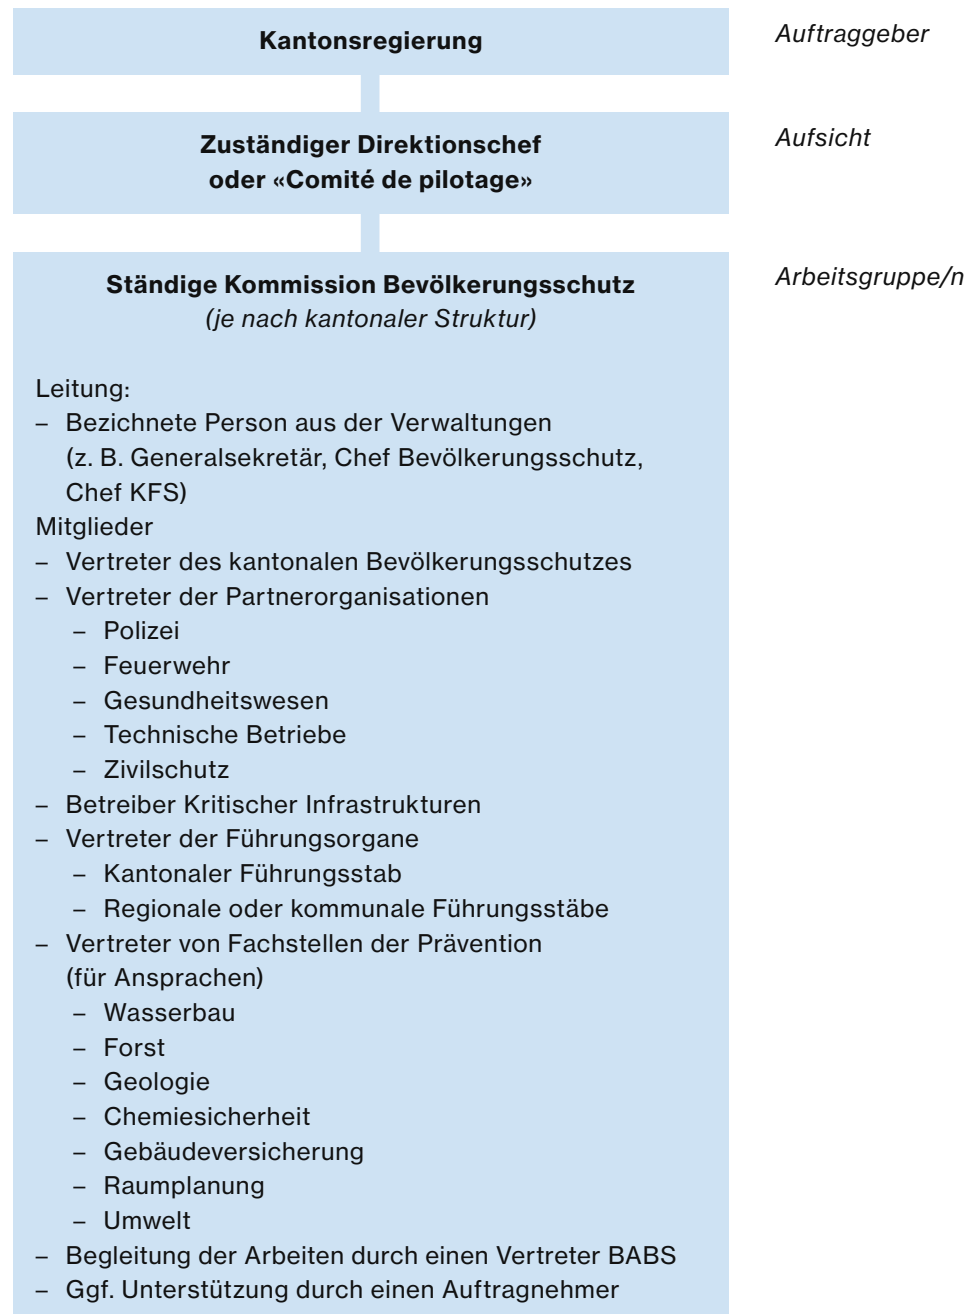 Kantonsregierung
Auftraggeber
Zuständiger Direktionschef
oder «Comité de pilotage»
Aufsicht
Ständige Kommission Bevölkerungsschutz
(je nach kantonaler Struktur)
Arbeitsgruppe/n
Leitung:
– Bezichnete Person aus der Verwaltungen
(z. B. Generalsekretär, Chef Bevölkerungsschutz,
Chef KFS)
Mitglieder
– Vertreter des kantonalen Bevölkerungsschutzes
– Vertreter der Partnerorganisationen
– Polizei
– Feuerwehr
– Gesundheitswesen
– Technische Betriebe
– Zivilschutz
– Betreiber Kritischer Infrastrukturen
– Vertreter der Führungsorgane
– Kantonaler Führungsstab
– Regionale oder kommunale Führungsstäbe
– Vertreter von Fachstellen der Prävention
(für Ansprachen)
– Wasserbau
– Forst
– Geologie
– Chemiesicherheit
– Gebäudeversicherung
– Raumplanung
– Umwelt
– Begleitung der Arbeiten durch einen Vertreter BABS
– Ggf. Unterstützung durch einen Auftragnehmer